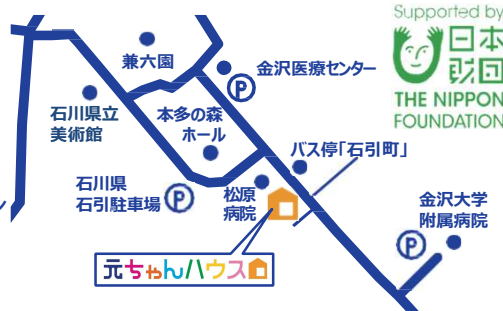 Supported by
日本
財団
THE NIPPON
FOUNDATION
兼六園
金沢医療センター
P
石川県立
美術館
本多の森
ホール
バス停「石引町」
石川県
石引駐車場
P
松原
病院
金沢大学
附属病院
P
元ちゃんハウス